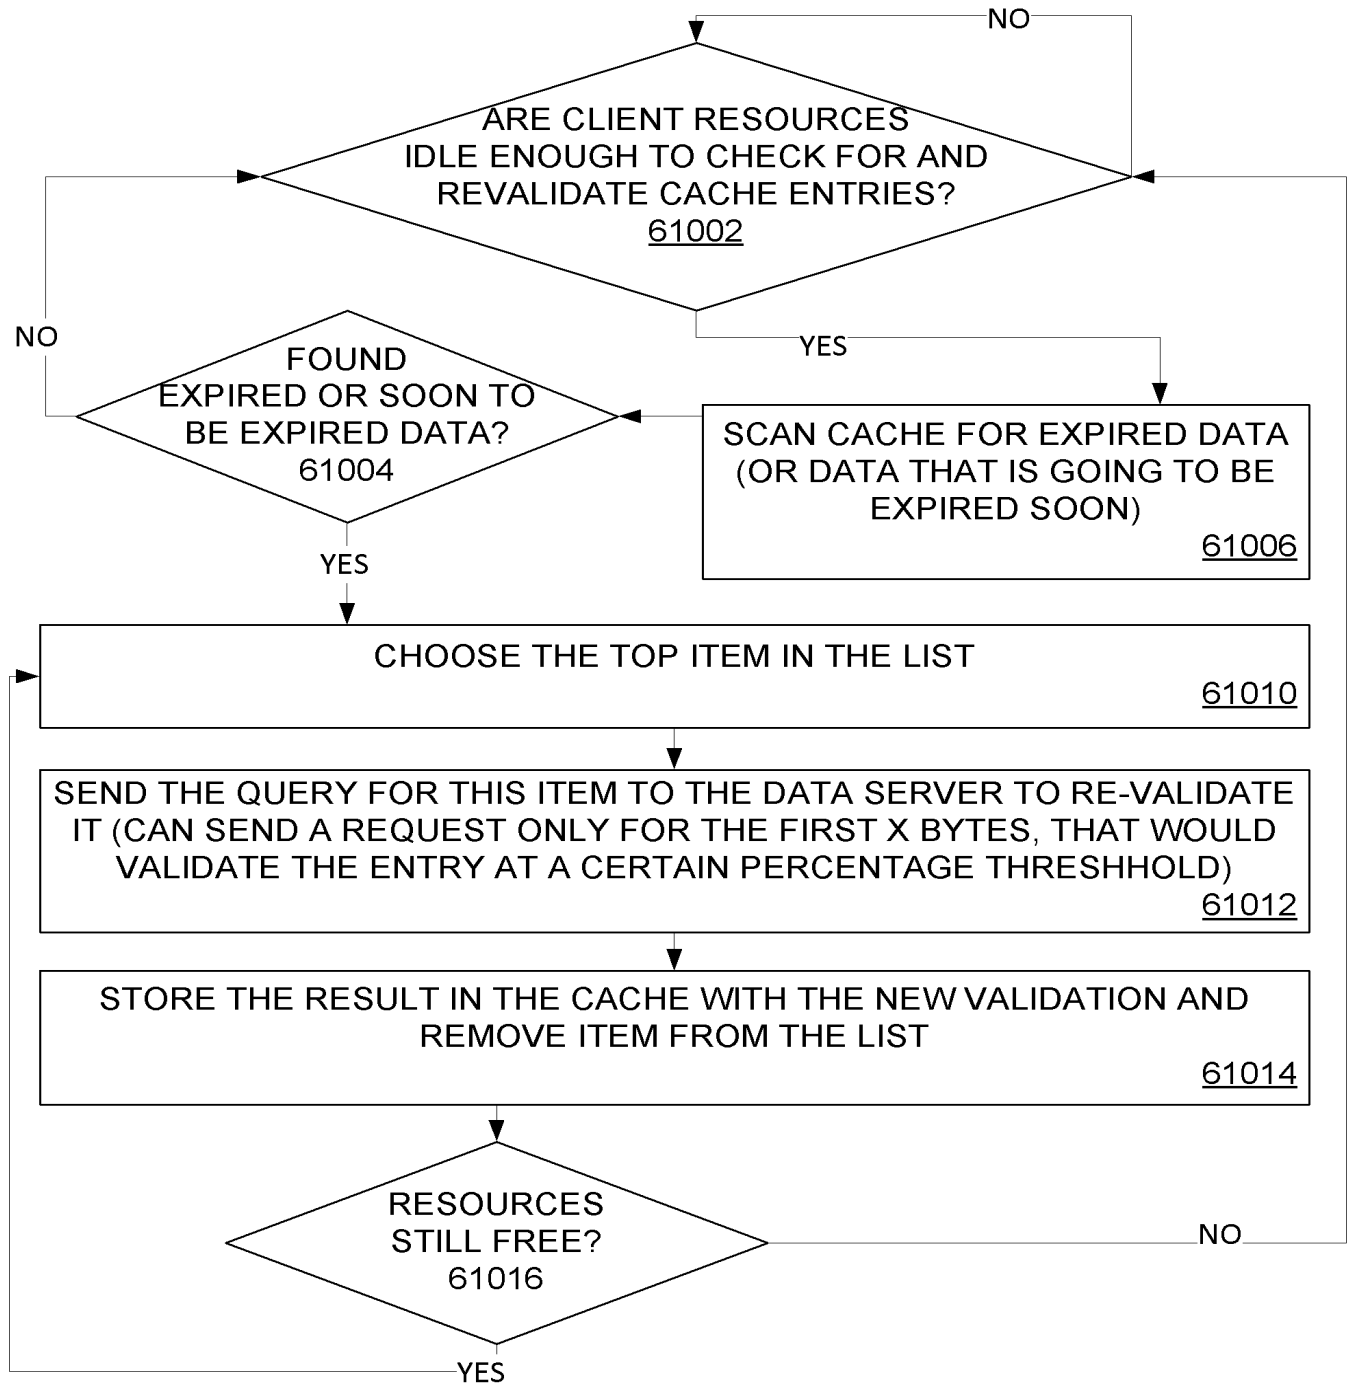 NO
ARE CLIENT RESOURCES
IDLE ENOUGH TO CHECK FOR AND
REVALIDATE CACHE ENTRIES?
61002
NO
YES
FOUND
EXPIRED OR SOON TO
BE EXPIRED DATA?
61004
SCAN CACHE FOR EXPIRED DATA
(OR DATA THAT IS GOING TO BE
EXPIRED SOON)
61006
YES
CHOOSE THE TOP ITEM IN THE LIST
61010
SEND THE QUERY FOR THIS ITEM TO THE DATA SERVER TO RE-VALIDATE
IT (CAN SEND A REQUEST ONLY FOR THE FIRST X BYTES, THAT WOULD
VALIDATE THE ENTRY AT A CERTAIN PERCENTAGE THRESHHOLD)
61012
STORE THE RESULT IN THE CACHE WITH THE NEW VALIDATION AND
REMOVE ITEM FROM THE LIST
61014
RESOURCES
STILL FREE?
61016
NO
YES